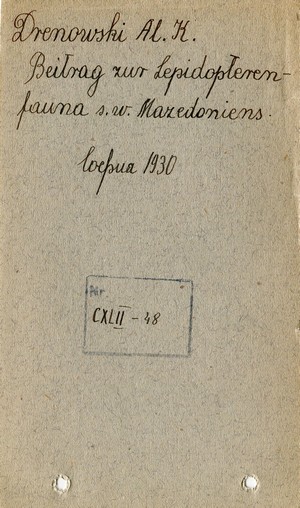 Drenowski Al. K.
Beitrag zur Lepidopteren-
fauna s.w. Mazedoniens.
София 1930
Nr.
CXLII - 48